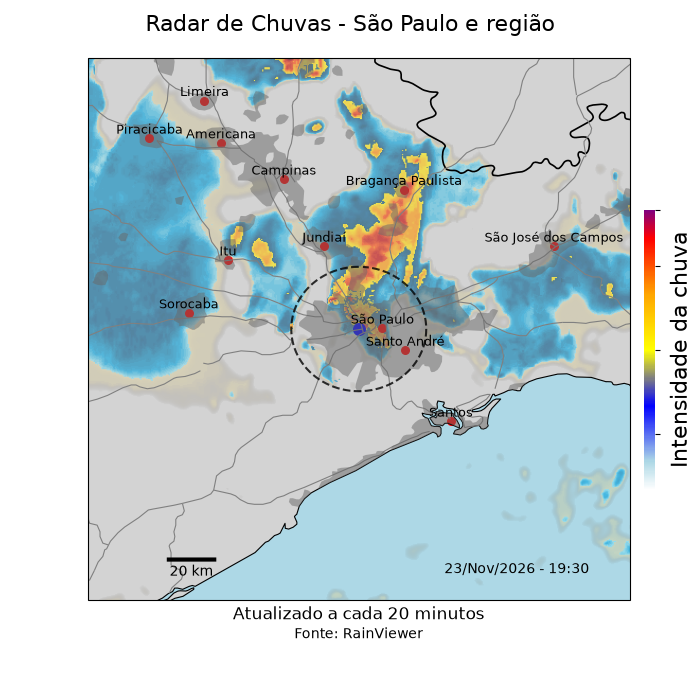 Radar de Chuvas - São Paulo e região
Limeira
Piracicaba
Americana
Campinas
Bragança Paulista
Jundiaí
São José dos Campos
Itu
Sorocaba
São Paulo
Santo André
Santos
Intensidade da chuva
20 km
23/Nov/2026 - 19:30
Atualizado a cada 20 minutos
Fonte: RainViewer